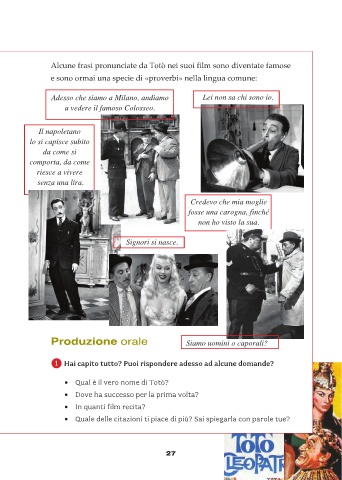 Alcune frasi pronunciate da Totò nei suoi film sono diventate famose
e sono ormai una specie di «proverbi» nella lingua comune:
Adesso che siamo a Milano, andiamo
a vedere il famoso Colosseo.
Lei non sa chi sono io.
Il napoletano
lo si capisce subito
da come si
comporta, da come
riesce a vivere
senza una lira.
Credevo che mia moglie
fosse una carogna, finché
non ho visto la sua.
Signori si nasce.
Siamo uomini o caporali?
Produzione orale
1 Hai capito tutto? Puoi rispondere adesso ad alcune domande?
• Qual è il vero nome di Totò?
• Dove ha successo per la prima volta?
• In quanti film recita?
• Quale delle citazioni ti piace di più? Sai spiegarla con parole tue?
TOTO
LEOPATR
27